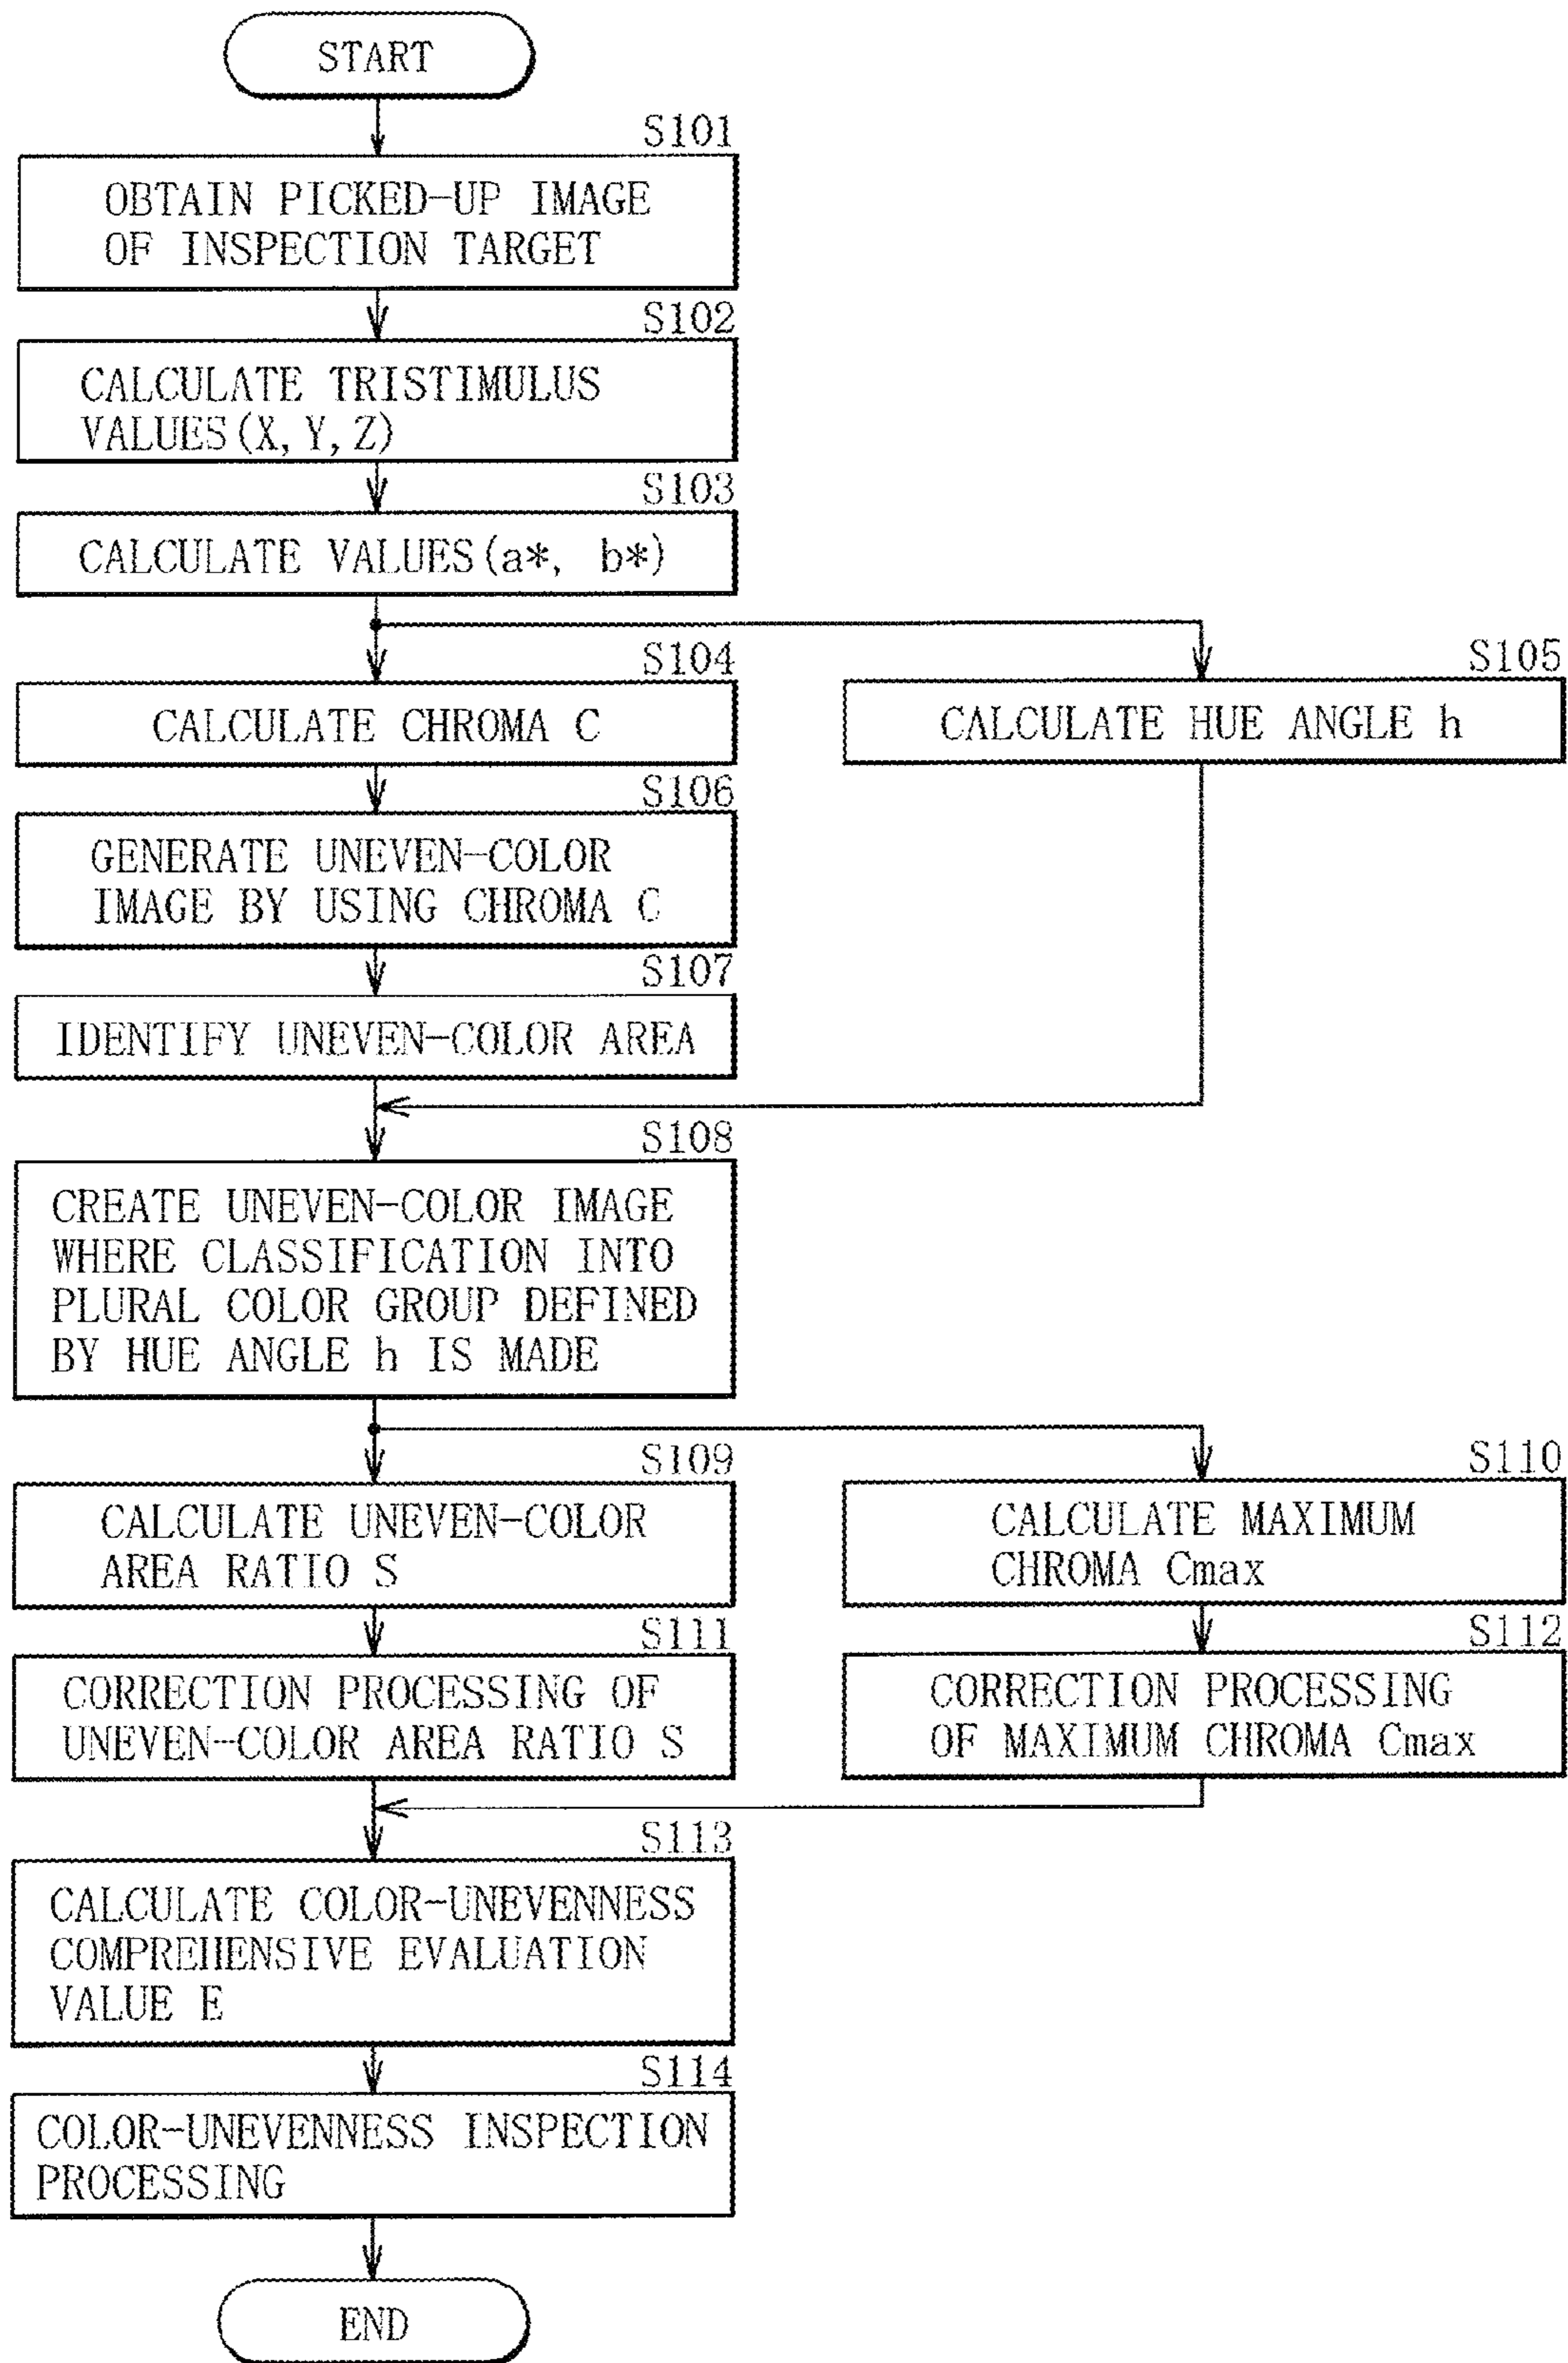 START
S101
OBTAIN PICKED-UP IMAGE
OF INSPECTION TARGET
S102
CALCULATE TRISTIMULUS
VALUES(X, Y, Z)
S103
CALCULATE VALUES(a*, b*)
S104
CALCULATE CHROMA C
S105
CALCULATE HUE ANGLE h
S106
GENERATE UNEVEN-COLOR
IMAGE BY USING CHROMA C
S107
IDENTIFY UNEVEN-COLOR AREA
S108
CREATE UNEVEN-COLOR IMAGE
WHERE CLASSIFICATION INTO
PLURAL COLOR GROUP DEFINED
BY HUE ANGLE h IS MADE
S109
CALCULATE UNEVEN-COLOR
AREA RATIO S
S110
CALCULATE MAXIMUM
CHROMA Cmax
S111
CORRECTION PROCESSING OF
UNEVEN-COLOR AREA RATIO S
S112
CORRECTION PROCESSING
OF MAXIMUM CHROMA Cmax
S113
CALCULATE COLOR-UNEVENNESS
COMPREHENSIVE EVALUATION
VALUE E
S114
COLOR-UNEVENNESS INSPECTION
PROCESSING
END